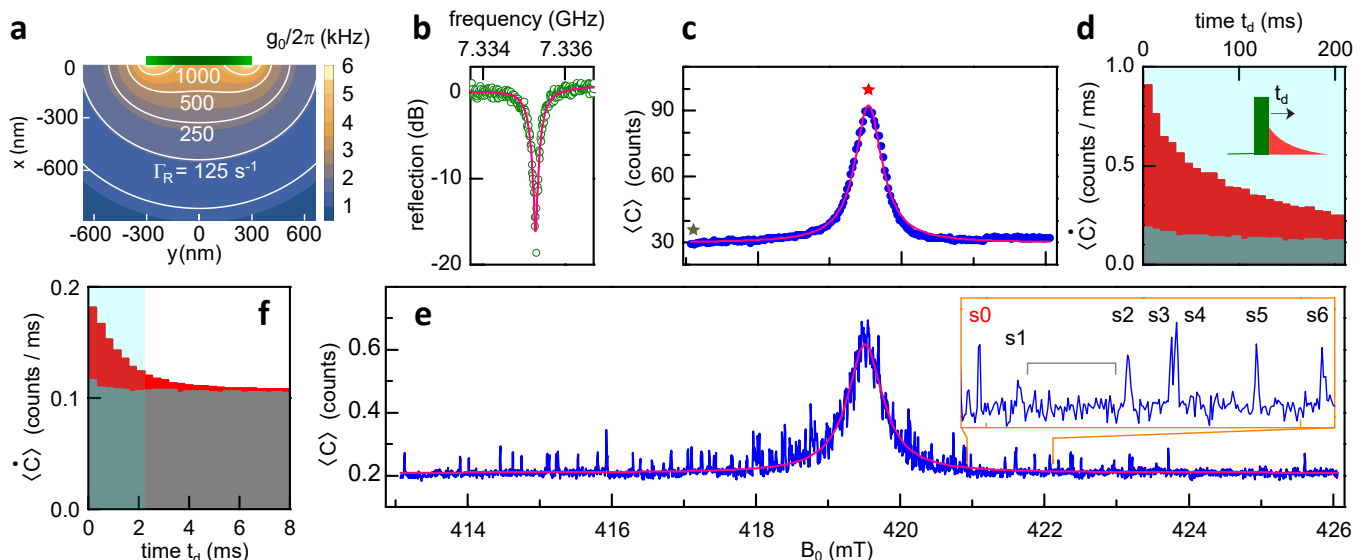 a
g₀/2π (kHz)
6
5
4
3
2
1
1000
500
250
Γ_R = 125 s⁻¹
0
-300
-600
x (nm)
-600 -300 0 300 600
y(nm)
b
frequency (GHz)
7.334 7.336
0
-10
-20
reflection (dB)
c
90
60
30
⟨C⟩ (counts)
d
time t_d (ms)
0 100 200
t_d
1.0
0.5
0.0
⟨Ċ⟩ (counts / ms)
f
0.2
0.1
0.0
⟨Ċ⟩ (counts / ms)
0 2 4 6 8
time t_d (ms)
e
0.6
0.4
0.2
⟨C⟩ (counts)
s0
s1
s2
s3
s4
s5
s6
414 416 418 420 422 424 426
B₀ (mT)